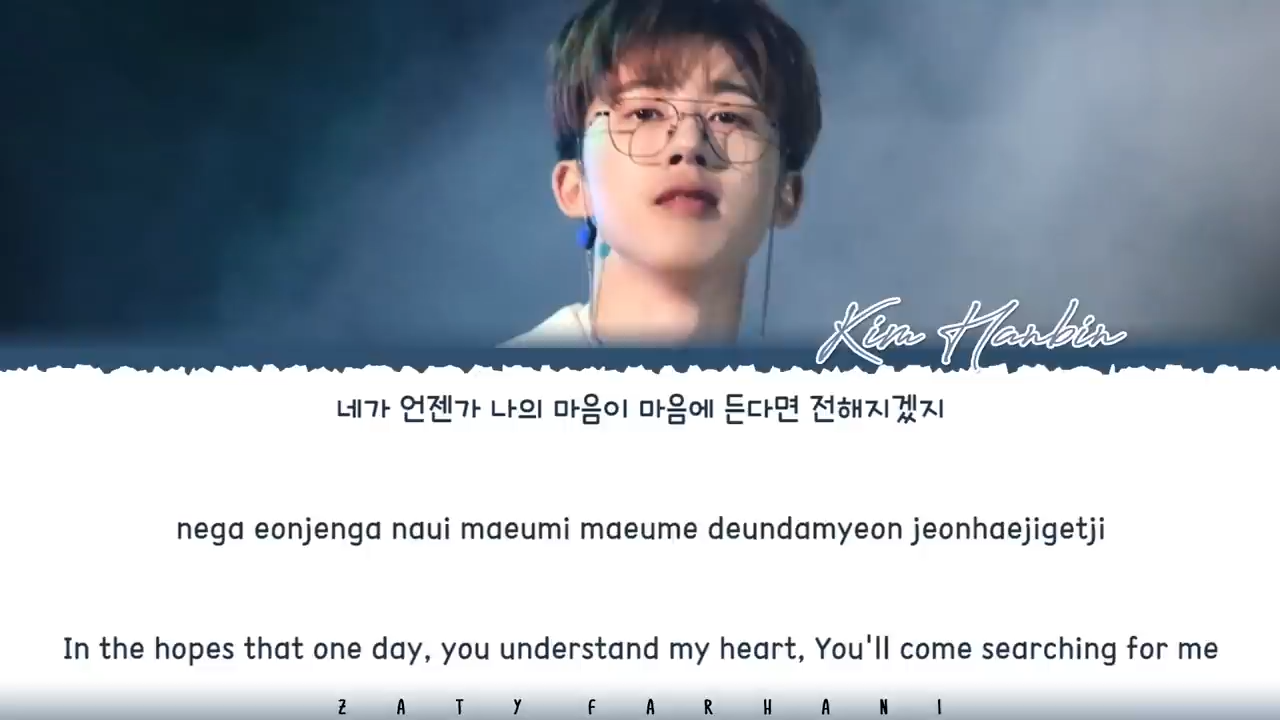 Kim Hanbin
네가 언젠가 나의 마음이 마음에 든다면 전해지겠지
nega eonjenga naui maeumi maeume deundamyeon jeonhaejigetji
In the hopes that one day, you understand my heart, You'll come searching for me
ZATY FARHANI